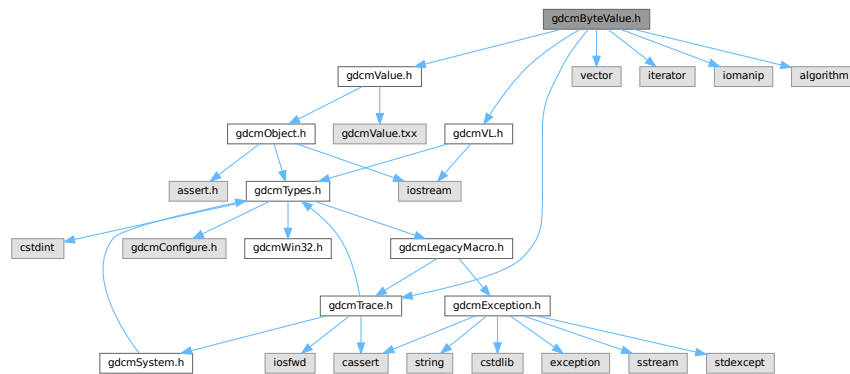 gdcmByteValue.h
gdcmValue.h
vector
iterator
iomanip
algorithm
gdcmObject.h
gdcmValue.txx
gdcmVL.h
assert.h
gdcmTypes.h
iostream
cstdint
gdcmConfigure.h
gdcmWin32.h
gdcmLegacyMacro.h
gdcmTrace.h
gdcmException.h
gdcmSystem.h
iosfwd
cassert
string
cstdlib
exception
sstream
stdexcept